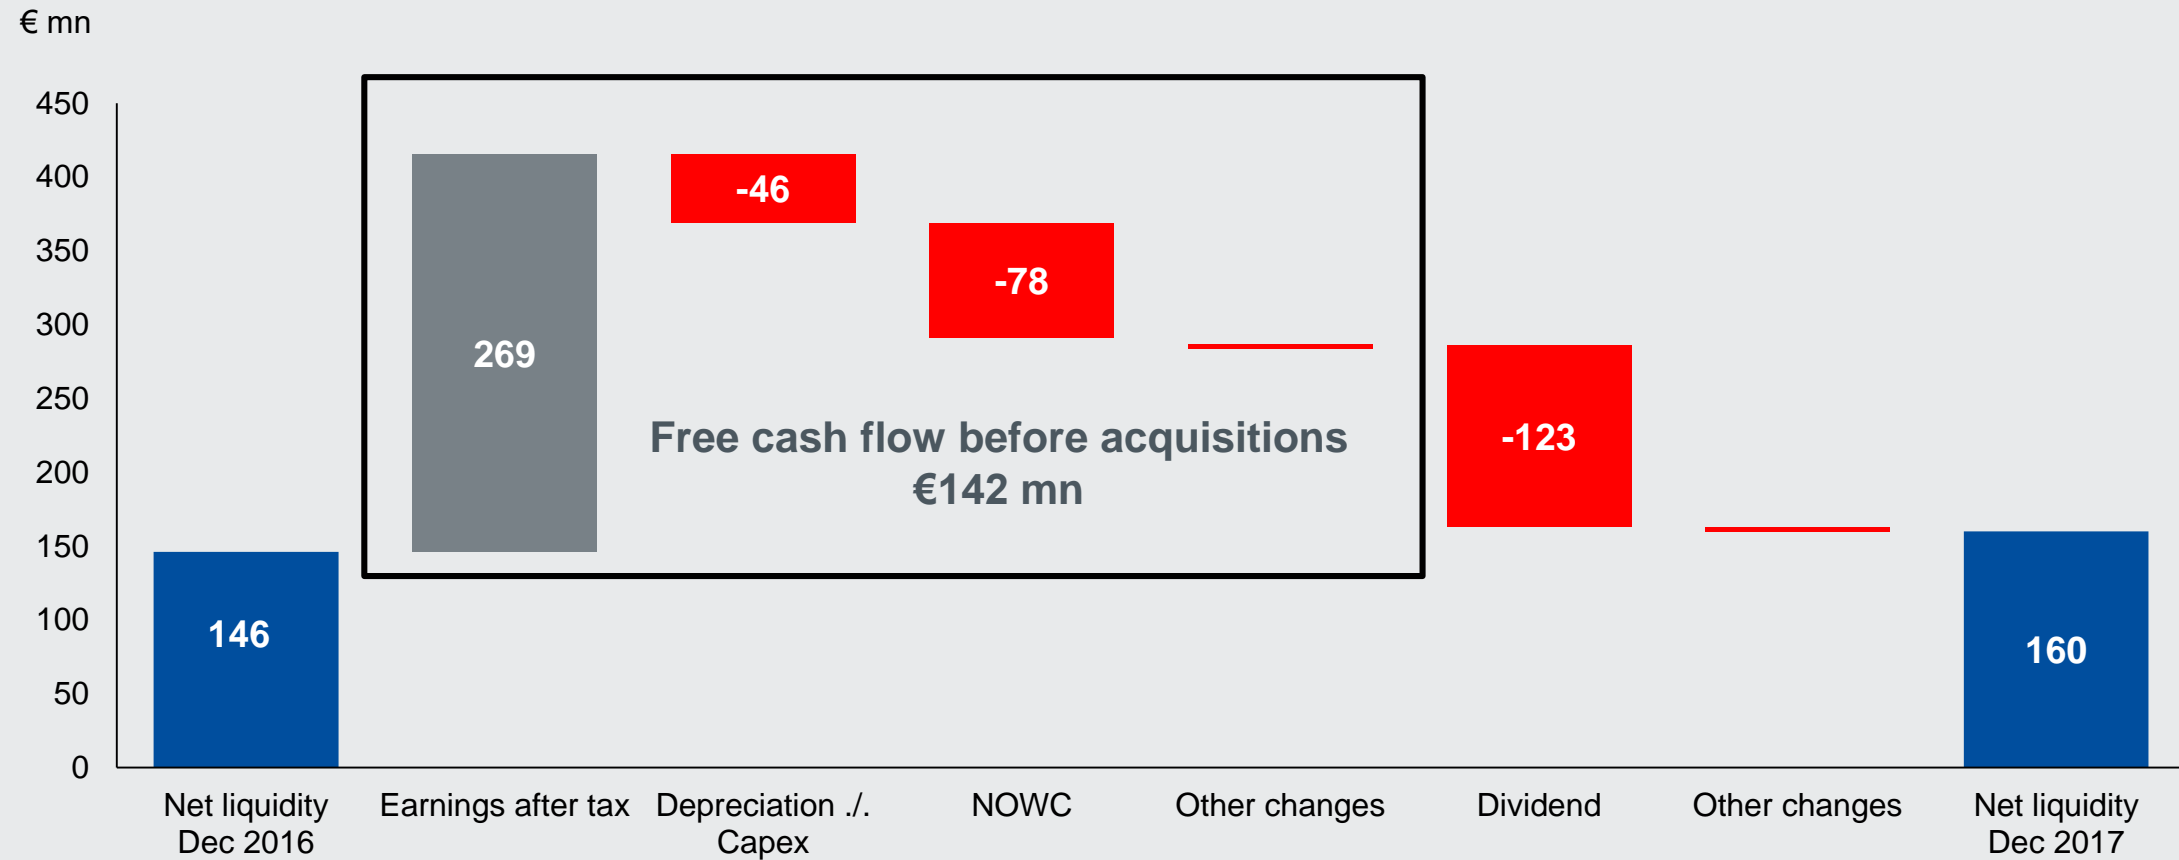 € mn
450
400
350
300
250
200
150
100
50
0
146
269
-46
-78
Free cash flow before acquisitions
€142 mn
-123
160
Net liquidity
Dec 2016
Earnings after tax
Depreciation ./.
Capex
NOWC
Other changes
Dividend
Other changes
Net liquidity
Dec 2017